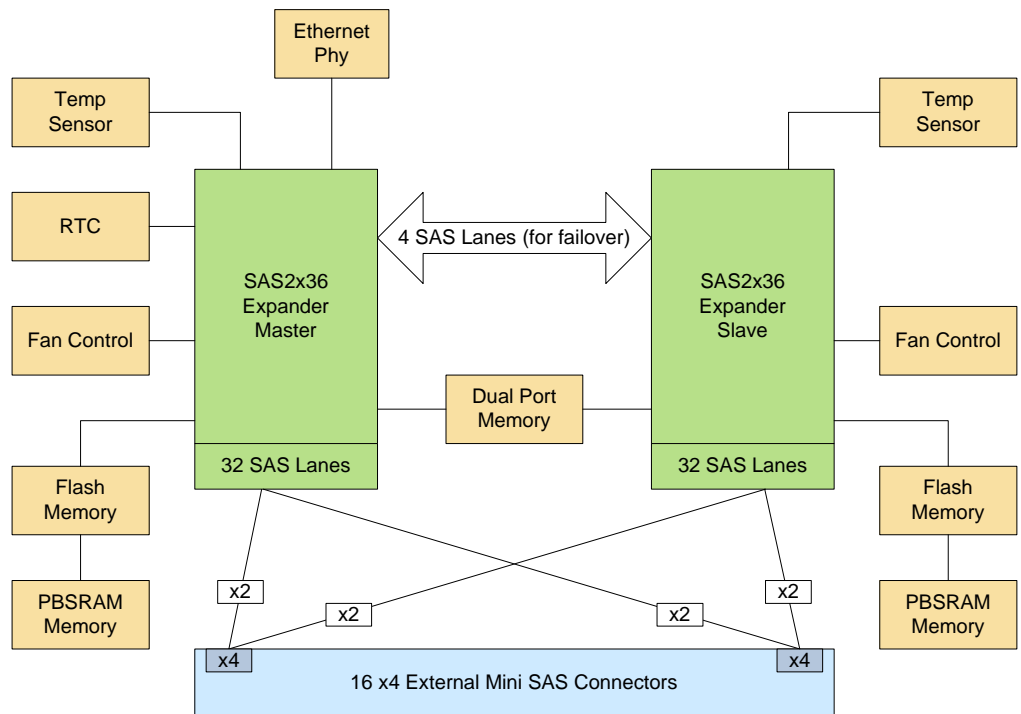 Ethernet
Phy
Temp
Sensor
Temp
Sensor
RTC
4 SAS Lanes (for failover)
SAS2x36
Expander
Master
SAS2x36
Expander
Slave
Fan Control
Fan Control
Dual Port
Memory
32 SAS Lanes
32 SAS Lanes
Flash
Memory
Flash
Memory
PBSRAM
Memory
x2
x2
x2
x2
PBSRAM
Memory
x4
x4
16 x4 External Mini SAS Connectors